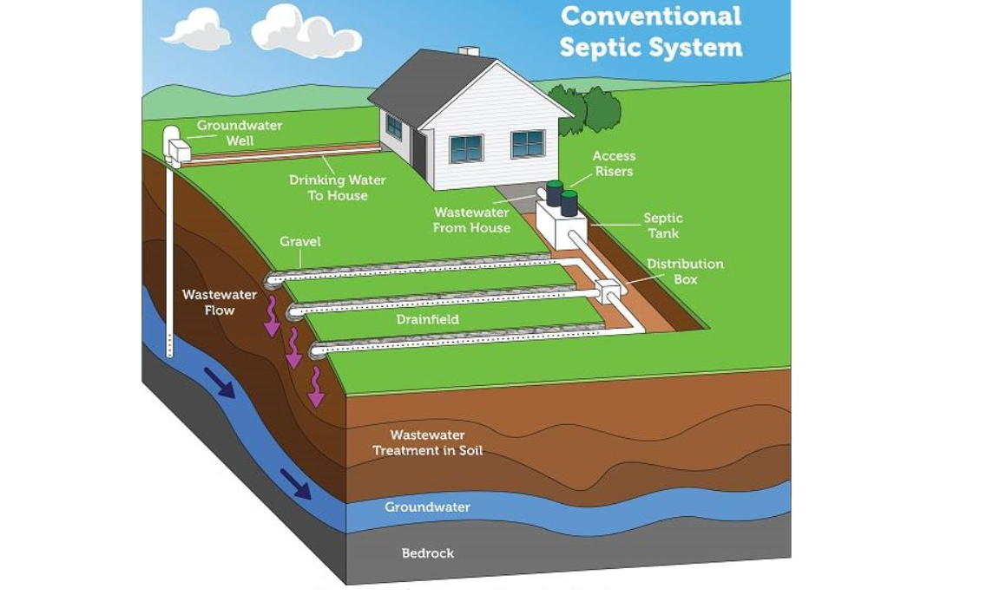 Conventional
Septic System
Groundwater
Well
Drinking Water
To House
Access
Risers
Wastewater
From House
Septic
Tank
Gravel
Distribution
Box
Wastewater
Flow
Drainfield
Wastewater
Treatment in Soil
Groundwater
Bedrock